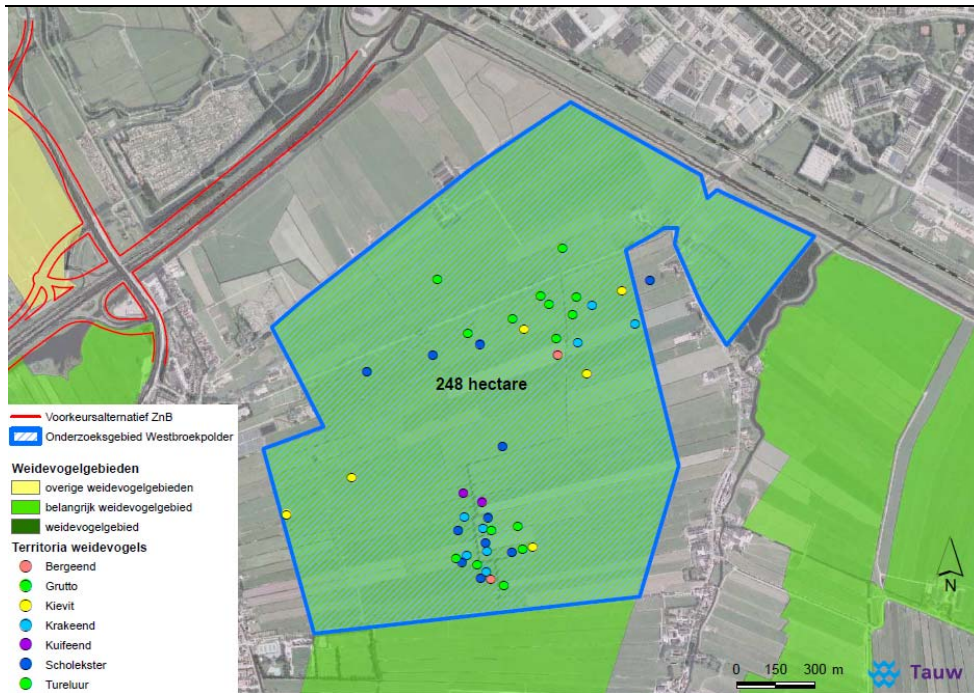 248 hectare
Voorkeursalternatief ZnB
Onderzoeksgebied Westbroekpolder
Weidevogelgebieden
overige weidevogelgebieden
belangrijk weidevogelgebied
weidevogelgebied
Territoria weidevogels
Bergeend
Grutto
Kievit
Krakeend
Kuifeend
Scholekster
Tureluur
N
0 150 300 m
Tauw